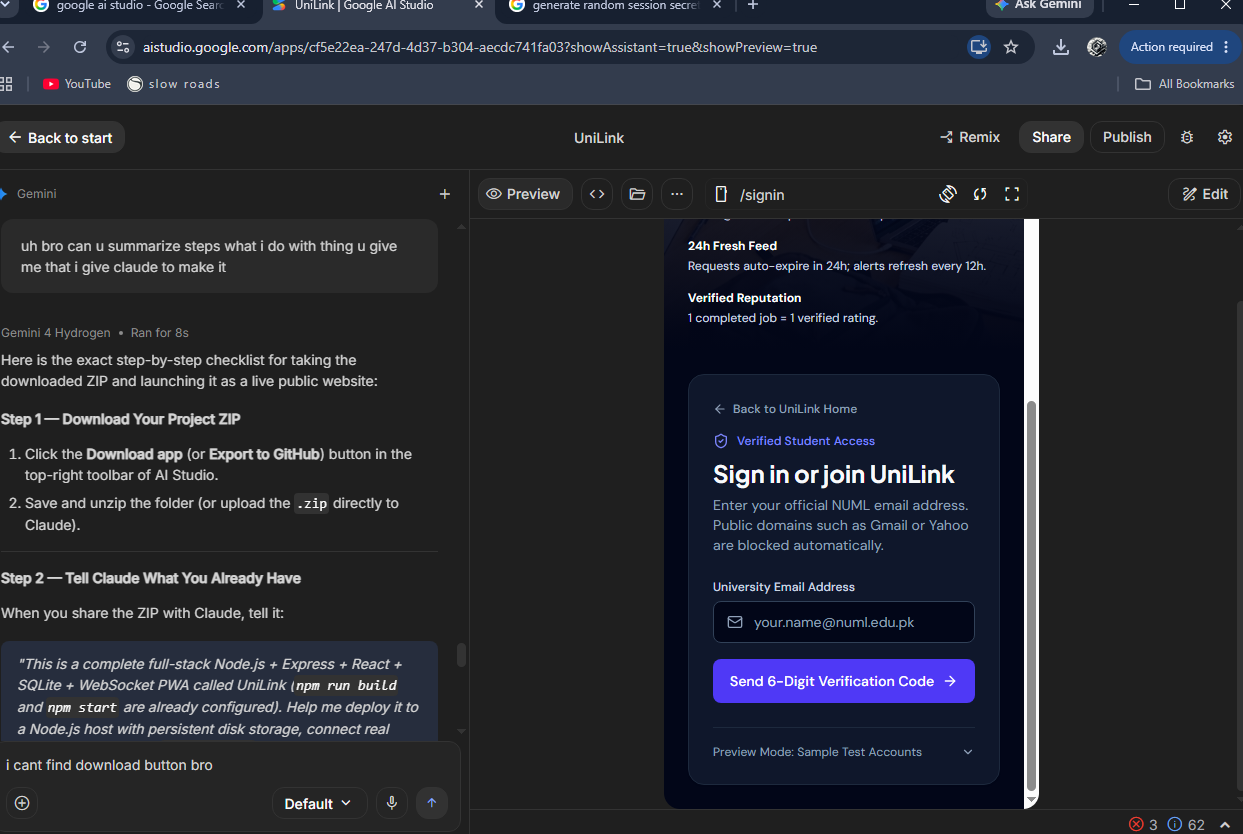 google ai studio - Google Sear
UniLink | Google AI Studio
generate random session secret
Ask Gemini
aistudio.google.com/apps/cf5e22ea-247d-4d37-b304-aecdc741fa03?showAssistant=true&showPreview=true
Action required
YouTube
slow roads
All Bookmarks
Back to start
UniLink
Remix
Share
Publish
Gemini
Preview
/signin
Edit
uh bro can u summarize steps what i do with thing u give
me that i give claude to make it
Gemini 4 Hydrogen • Ran for 8s
Here is the exact step-by-step checklist for taking the
downloaded ZIP and launching it as a live public website:
Step 1 — Download Your Project ZIP
1. Click the Download app (or Export to GitHub) button in the
top-right toolbar of AI Studio.
2. Save and unzip the folder (or upload the .zip directly to
Claude).
Step 2 — Tell Claude What You Already Have
When you share the ZIP with Claude, tell it:
"This is a complete full-stack Node.js + Express + React +
SQLite + WebSocket PWA called UniLink (npm run build
and npm start are already configured). Help me deploy it to
a Node.js host with persistent disk storage, connect real
i cant find download button bro
Default
24h Fresh Feed
Requests auto-expire in 24h; alerts refresh every 12h.
Verified Reputation
1 completed job = 1 verified rating.
Back to UniLink Home
Verified Student Access
Sign in or join UniLink
Enter your official NUML email address.
Public domains such as Gmail or Yahoo
are blocked automatically.
University Email Address
your.name@numl.edu.pk
Send 6-Digit Verification Code
Preview Mode: Sample Test Accounts
3
62